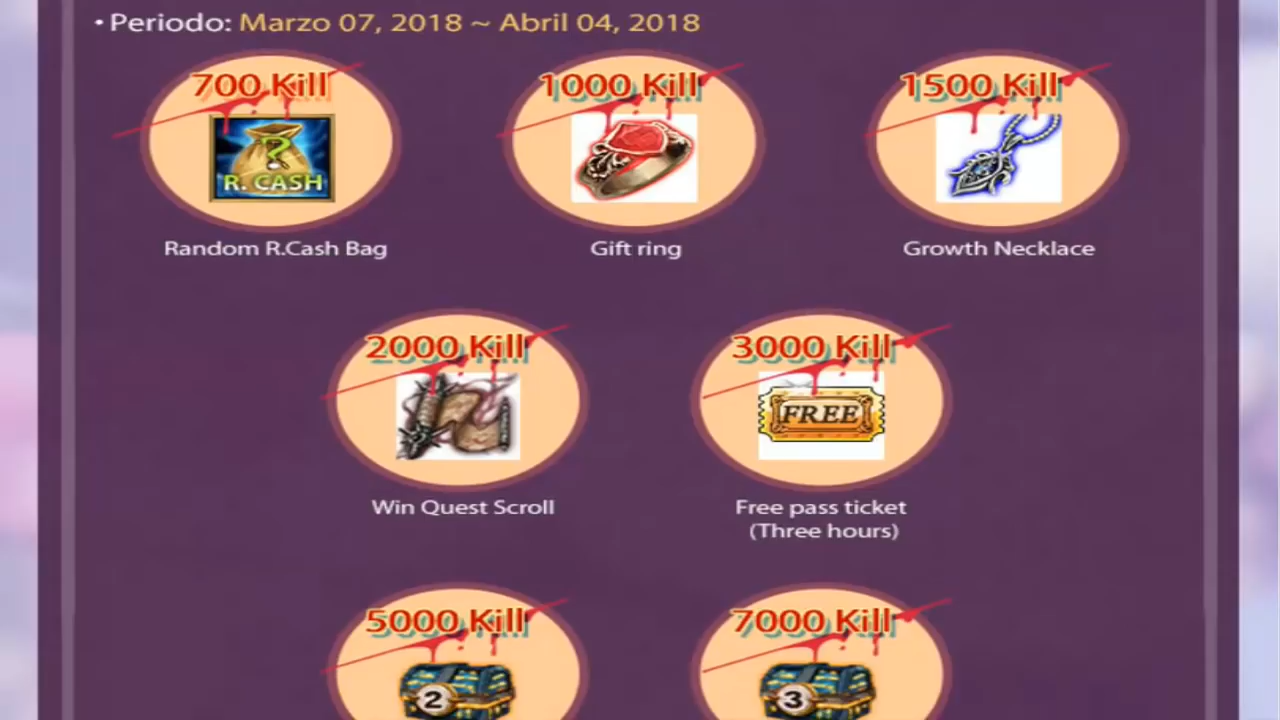 • Periodo: Marzo 07, 2018 ~ Abril 04, 2018
700 Kill
1000 Kill
1500 Kill
R. CASH
Random R.Cash Bag
Gift ring
Growth Necklace
2000 Kill
3000 Kill
FREE
Win Quest Scroll
Free pass ticket
(Three hours)
5000 Kill
7000 Kill
2
3